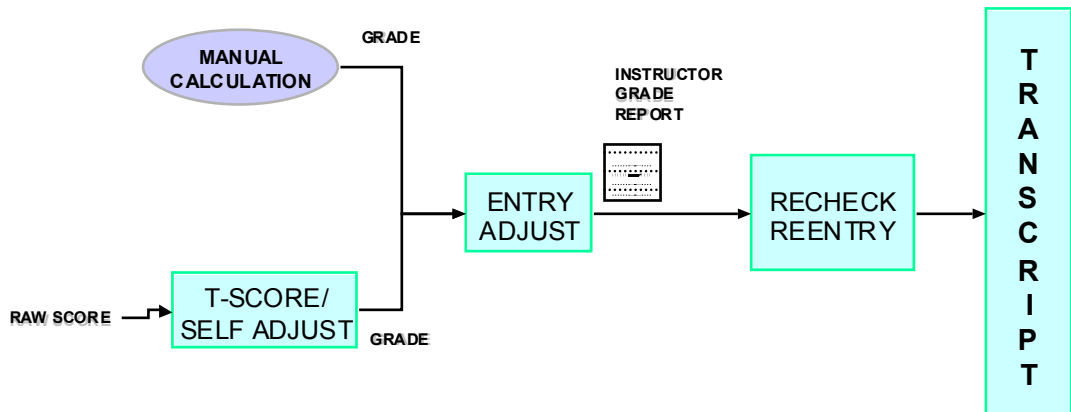 GRADE
MANUAL
CALCULATION
INSTRUCTOR
GRADE
REPORT
ENTRY
ADJUST
RECHECK
REENTRY
T-SCORE/
SELF ADJUST
RAW SCORE
GRADE
T
R
A
N
S
C
R
I
P
T